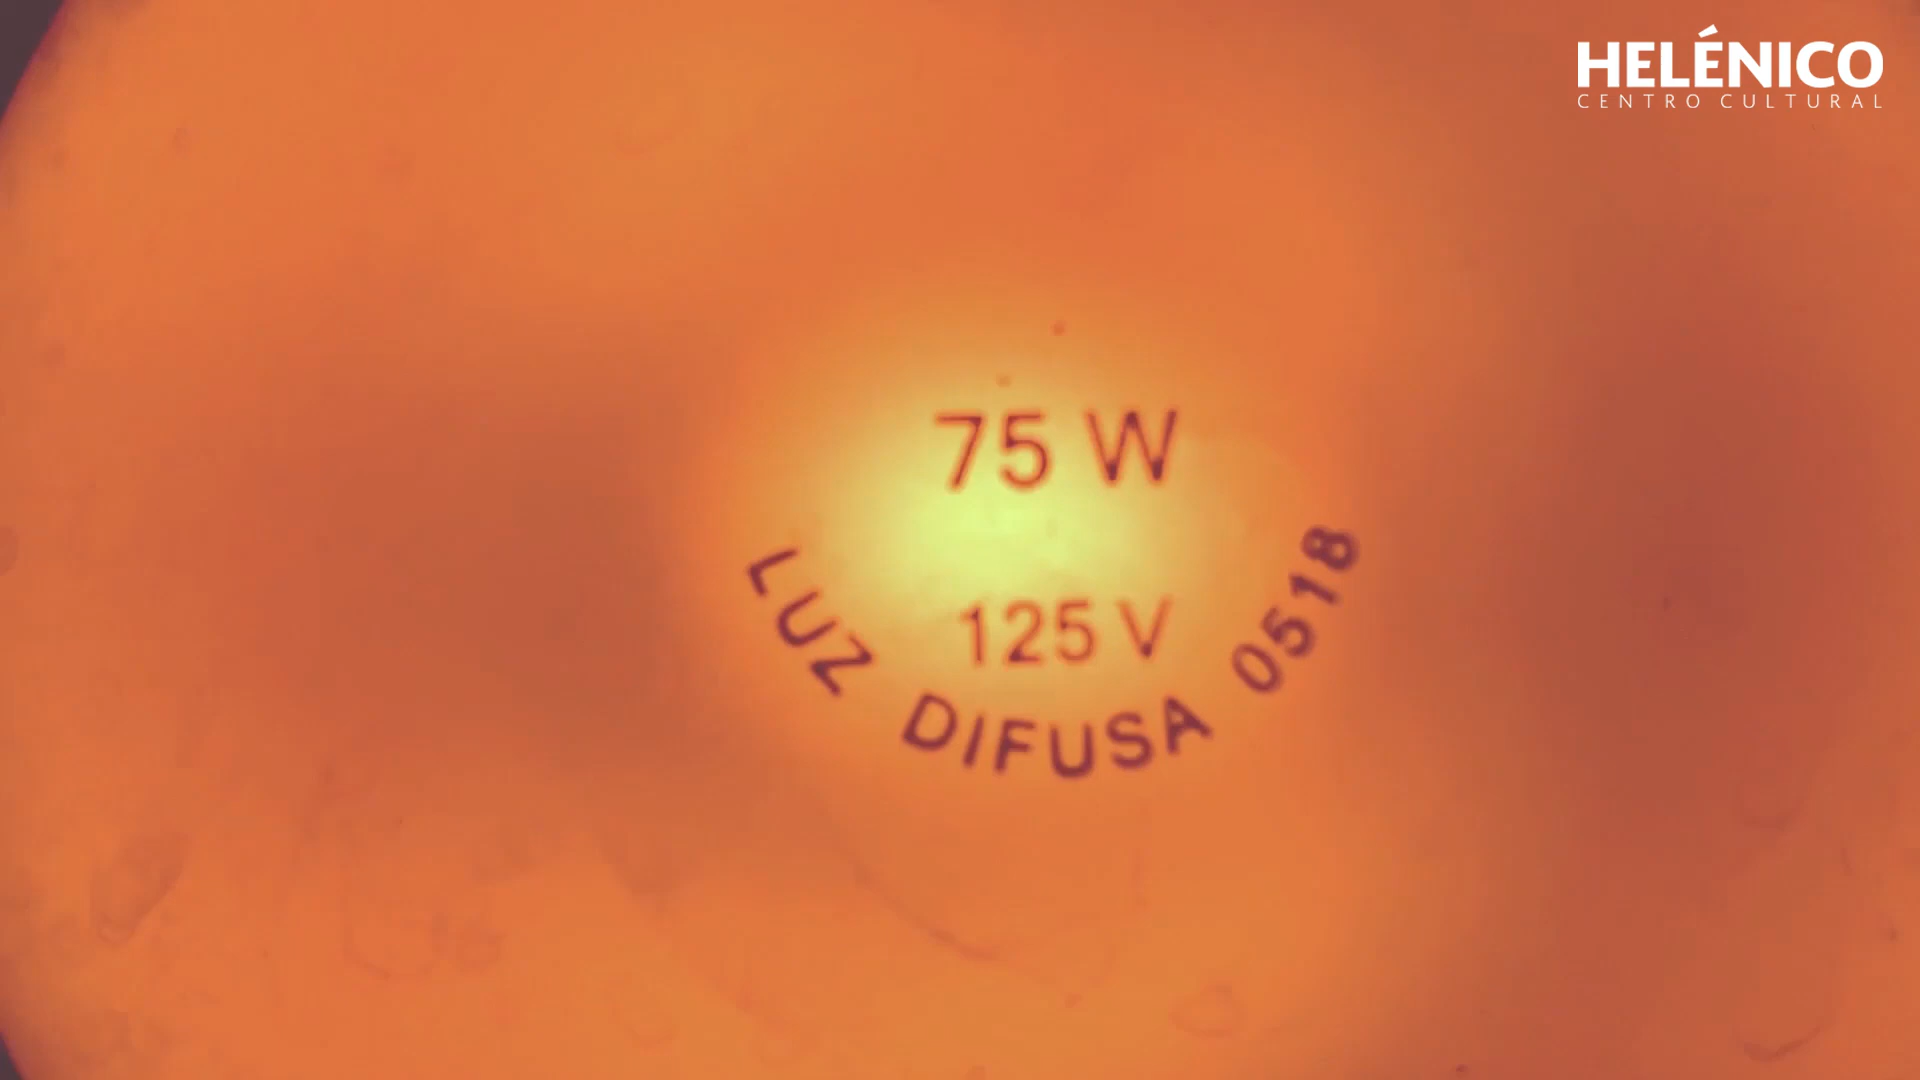 HELÉNICO
CENTRO CULTURAL
75 W
125 V
LUZ DIFUSA 0518